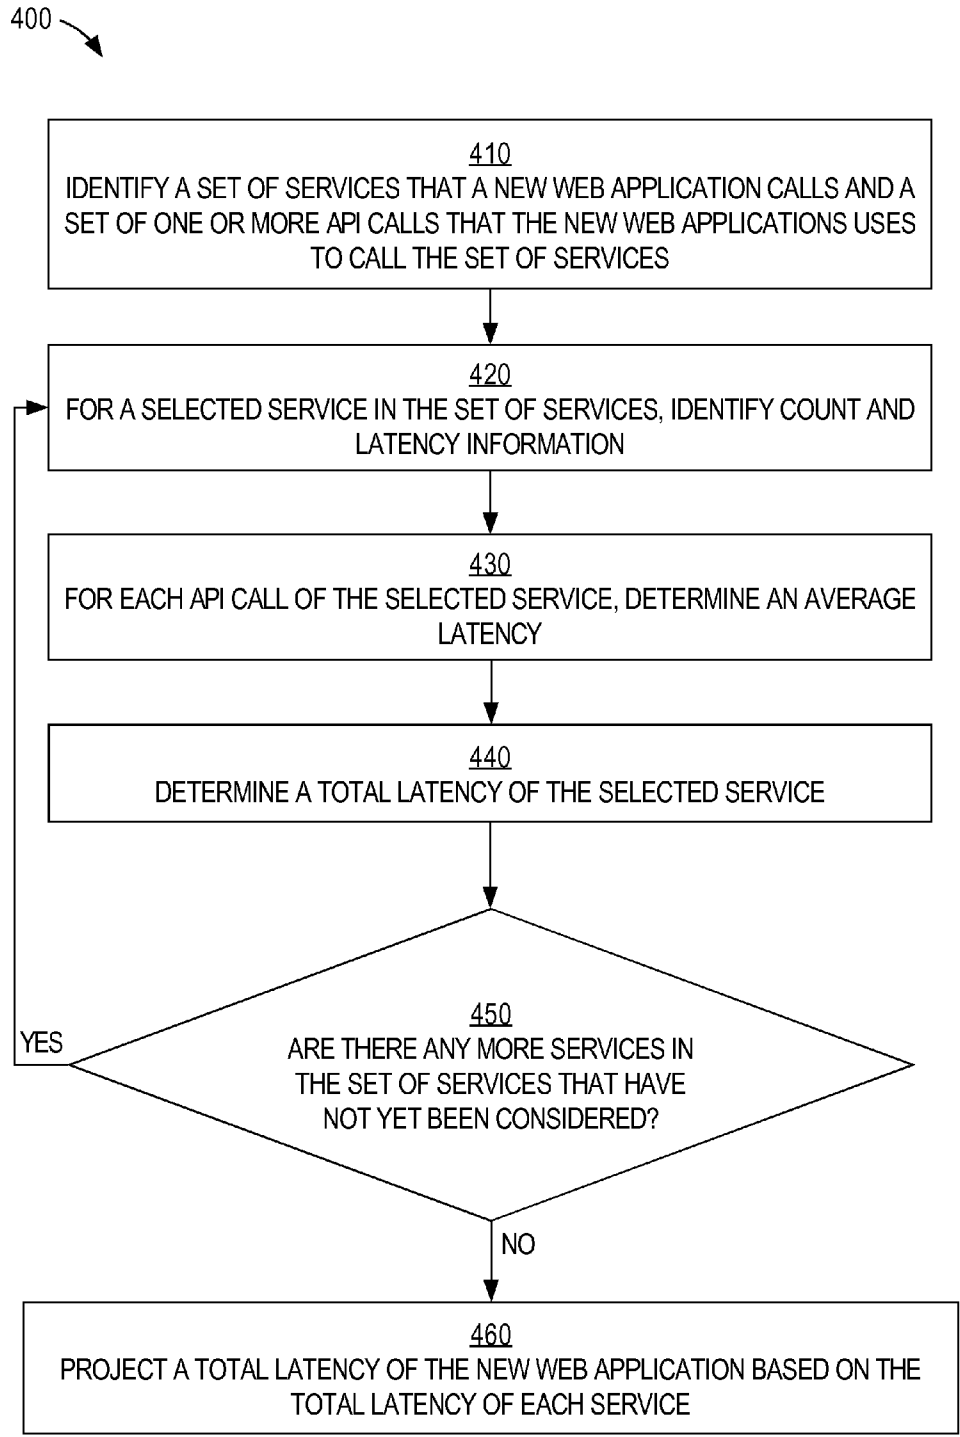 400
410
IDENTIFY A SET OF SERVICES THAT A NEW WEB APPLICATION CALLS AND A
SET OF ONE OR MORE API CALLS THAT THE NEW WEB APPLICATIONS USES
TO CALL THE SET OF SERVICES
420
FOR A SELECTED SERVICE IN THE SET OF SERVICES, IDENTIFY COUNT AND
LATENCY INFORMATION
430
FOR EACH API CALL OF THE SELECTED SERVICE, DETERMINE AN AVERAGE
LATENCY
440
DETERMINE A TOTAL LATENCY OF THE SELECTED SERVICE
450
ARE THERE ANY MORE SERVICES IN
THE SET OF SERVICES THAT HAVE
NOT YET BEEN CONSIDERED?
YES
NO
460
PROJECT A TOTAL LATENCY OF THE NEW WEB APPLICATION BASED ON THE
TOTAL LATENCY OF EACH SERVICE